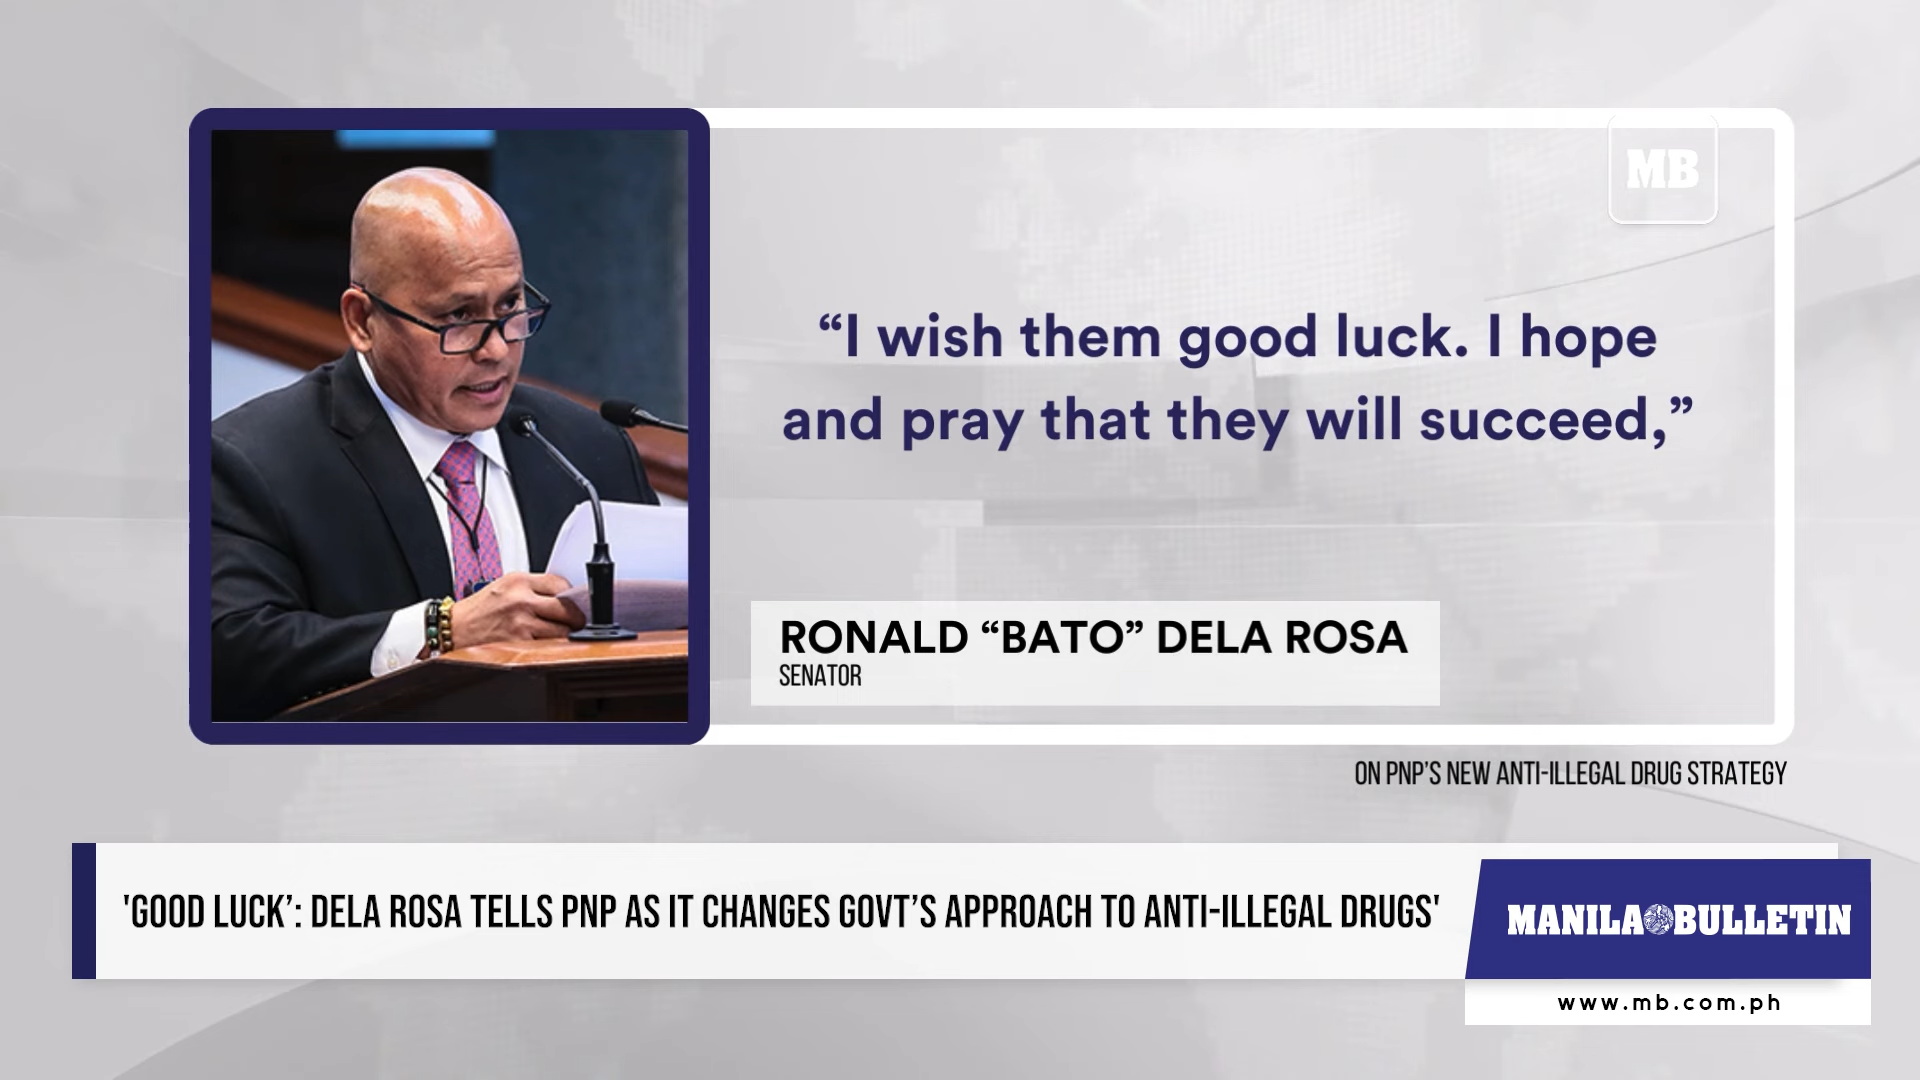 MB
“I wish them good luck. I hope
and pray that they will succeed,”
RONALD “BATO” DELA ROSA
SENATOR
ON PNP’S NEW ANTI-ILLEGAL DRUG STRATEGY
'GOOD LUCK’: DELA ROSA TELLS PNP AS IT CHANGES GOVT’S APPROACH TO ANTI-ILLEGAL DRUGS'
MANILA BULLETIN
www.mb.com.ph